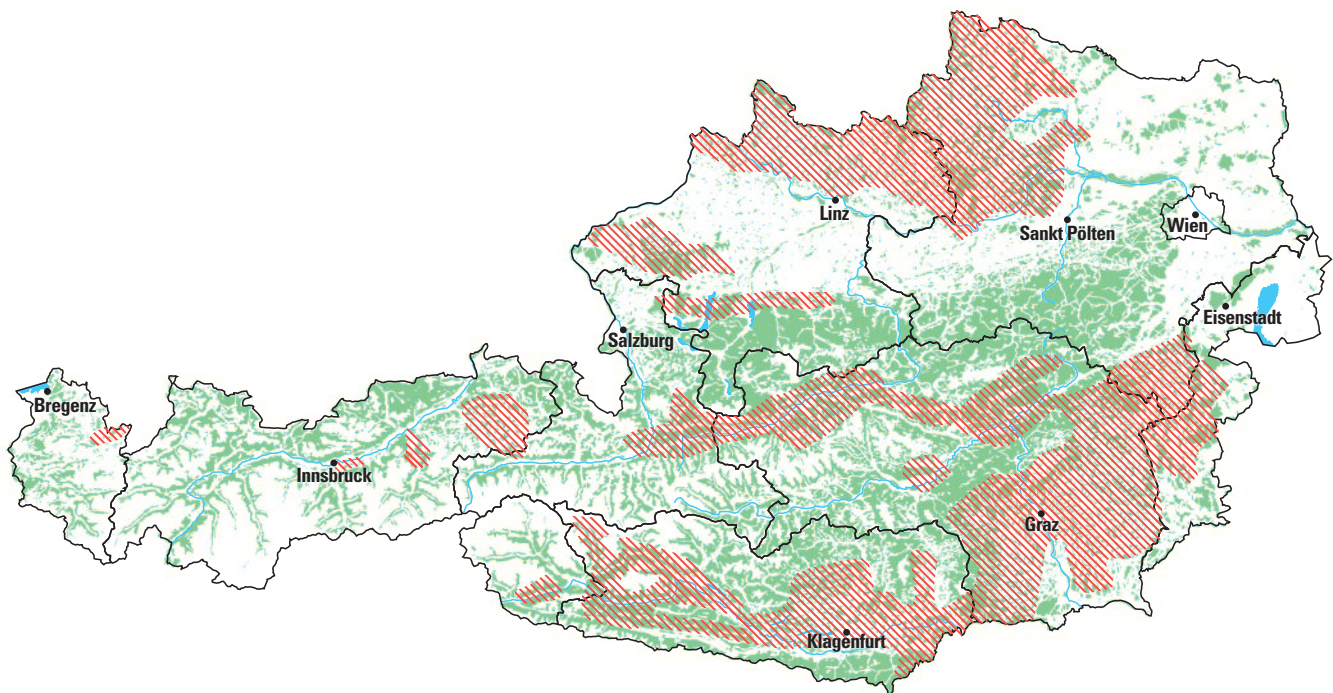 Linz
Sankt Pölten
Wien
Eisenstadt
Salzburg
Bregenz
Innsbruck
Graz
Klagenfurt